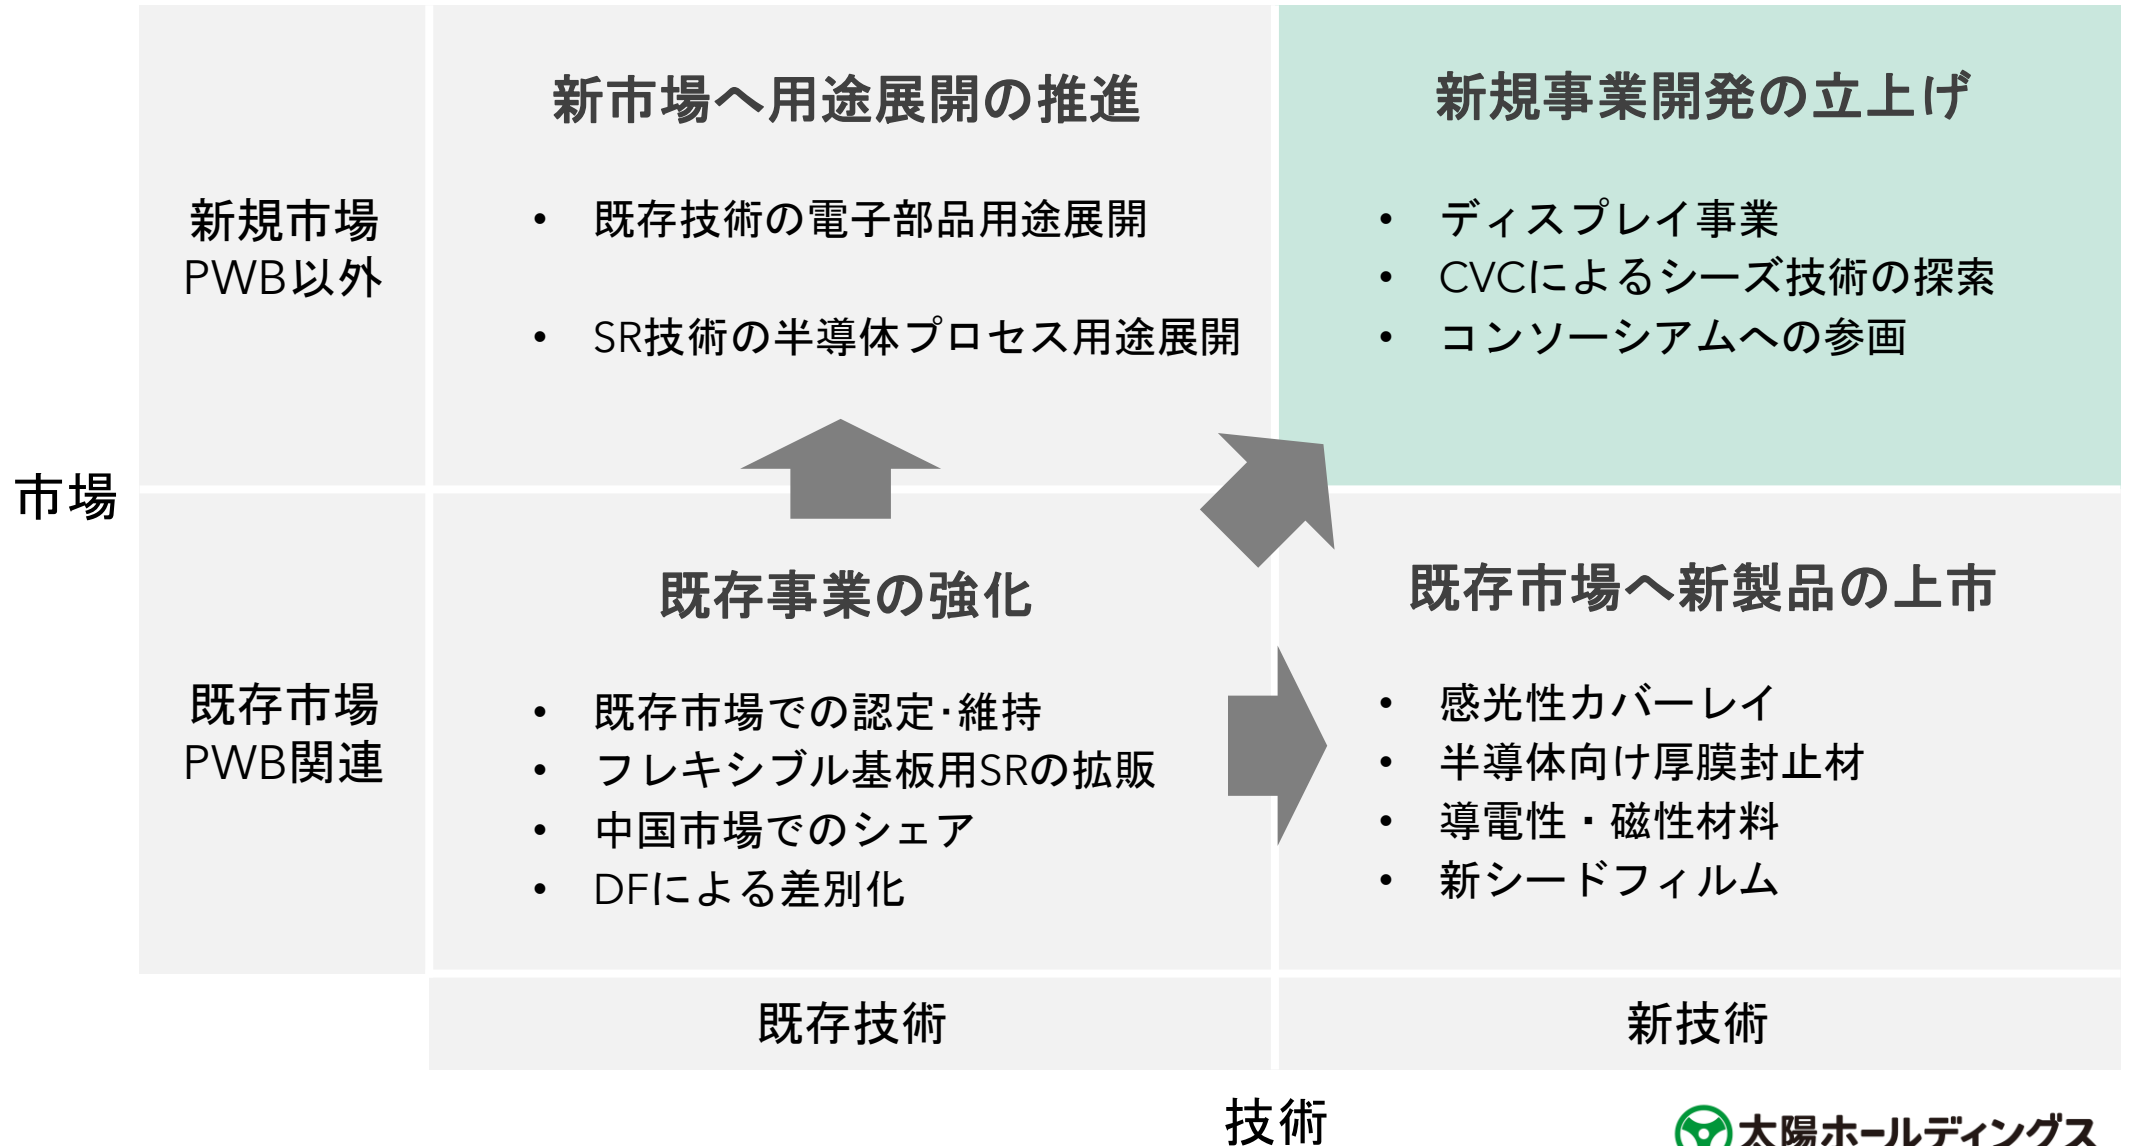 新市場へ用途展開の推進
新規事業開発の立上げ
新規市場
PWB以外
• 既存技術の電子部品用途展開
• SR技術の半導体プロセス用途展開
• ディスプレイ事業
• CVCによるシーズ技術の探索
• コンソーシアムへの参画
市場
既存事業の強化
既存市場へ新製品の上市
既存市場
PWB関連
• 既存市場での認定･維持
• フレキシブル基板用SRの拡販
• 中国市場でのシェア
• DFによる差別化
• 感光性カバーレイ
• 半導体向け厚膜封止材
• 導電性・磁性材料
• 新シードフィルム
既存技術
新技術
技術
太陽ホールディングス